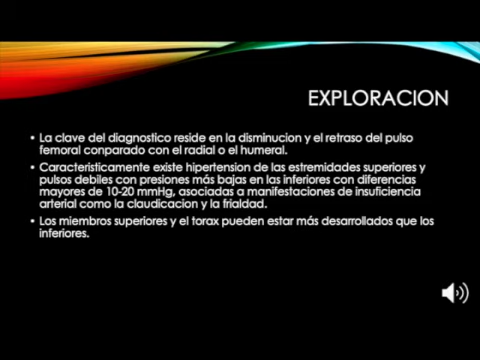 EXPLORACION
• La clave del diagnostico reside en la disminucion y el retraso del pulso
femoral conparado con el radial o el humeral.
• Caracteristicamente existe hipertension de las estremidades superiores y
pulsos debiles con presiones más bajas en las inferiores con diferencias
mayores de 10-20 mmHg, asociadas a manifestaciones de insuficiencia
arterial como la claudicacion y la frialdad.
• Los miembros superiores y el torax pueden estar más desarrollados que los
inferiores.